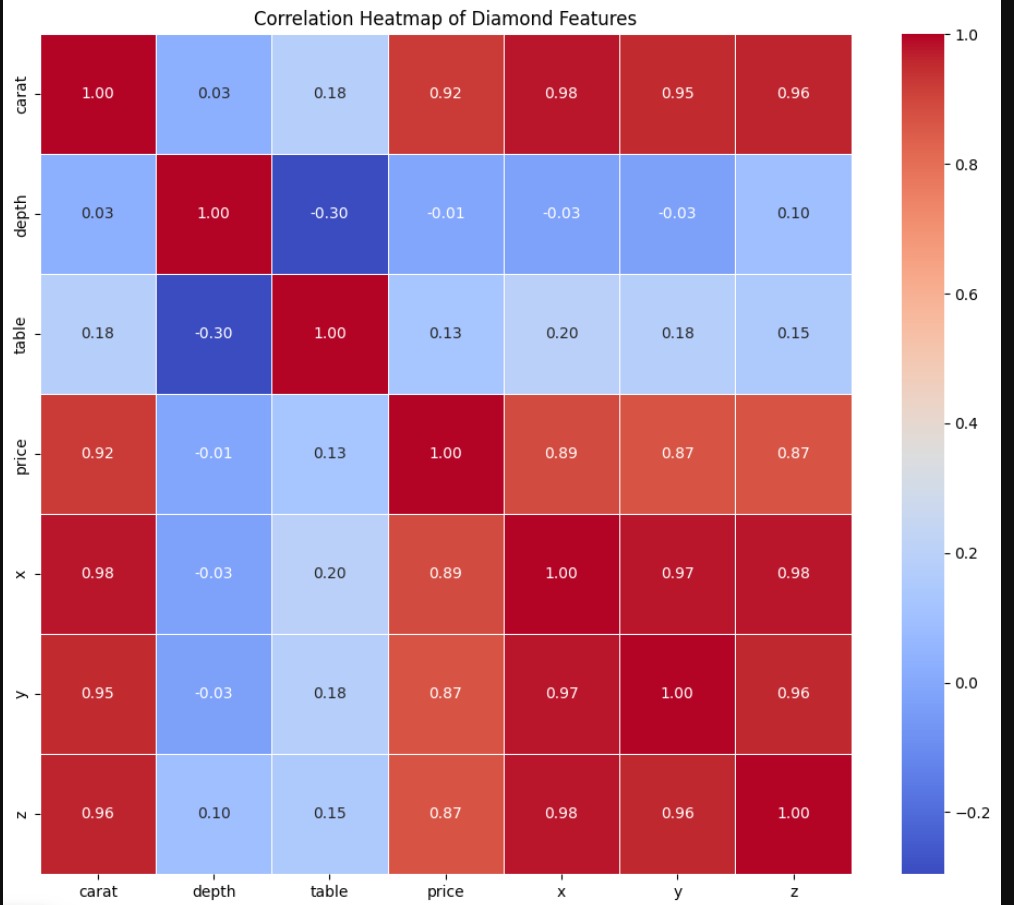 Correlation Heatmap of Diamond Features
carat 1.00 0.03 0.18 0.92 0.98 0.95 0.96
depth 0.03 1.00 -0.30 -0.01 -0.03 -0.03 0.10
table 0.18 -0.30 1.00 0.13 0.20 0.18 0.15
price 0.92 -0.01 0.13 1.00 0.89 0.87 0.87
x 0.98 -0.03 0.20 0.89 1.00 0.97 0.98
y 0.95 -0.03 0.18 0.87 0.97 1.00 0.96
z 0.96 0.10 0.15 0.87 0.98 0.96 1.00
carat depth table price x y z
1.0
0.8
0.6
0.4
0.2
0.0
−0.2